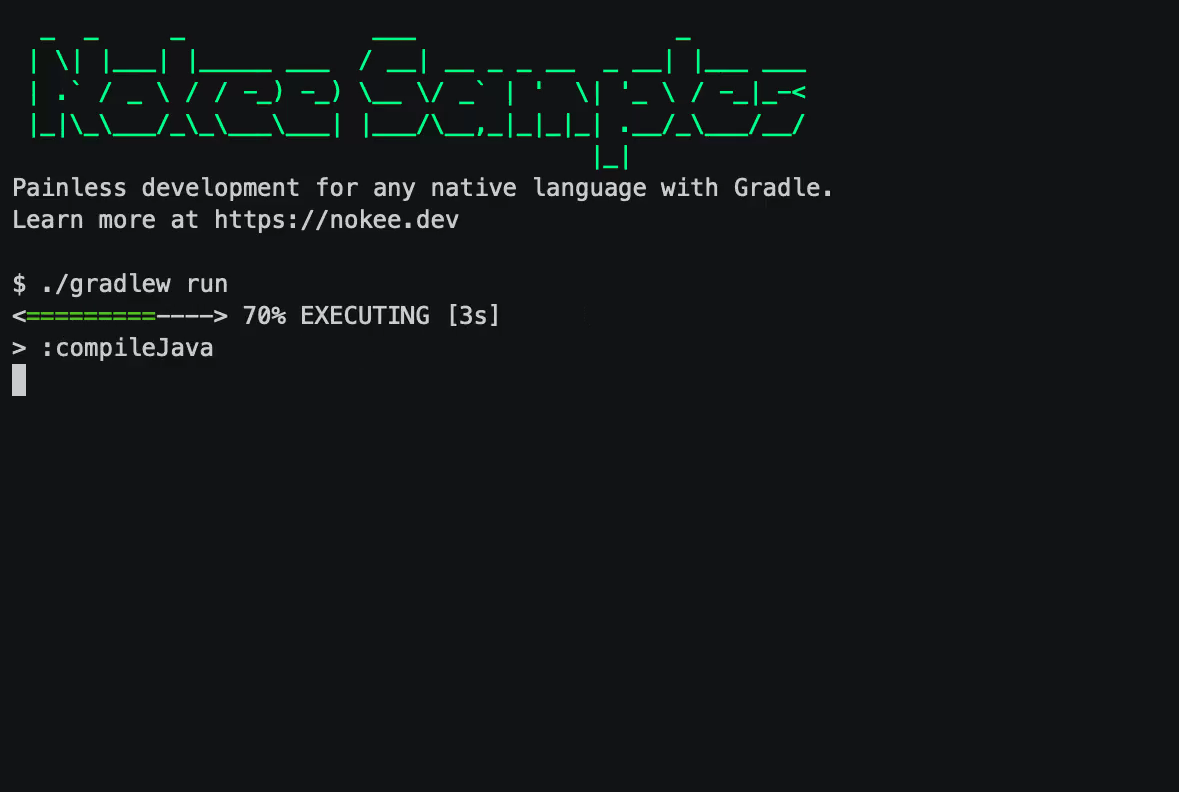 Nokee Samples
Painless development for any native language with Gradle.
Learn more at https://nokee.dev
$ ./gradlew run
<=========----> 70% EXECUTING [3s]
> :compileJava